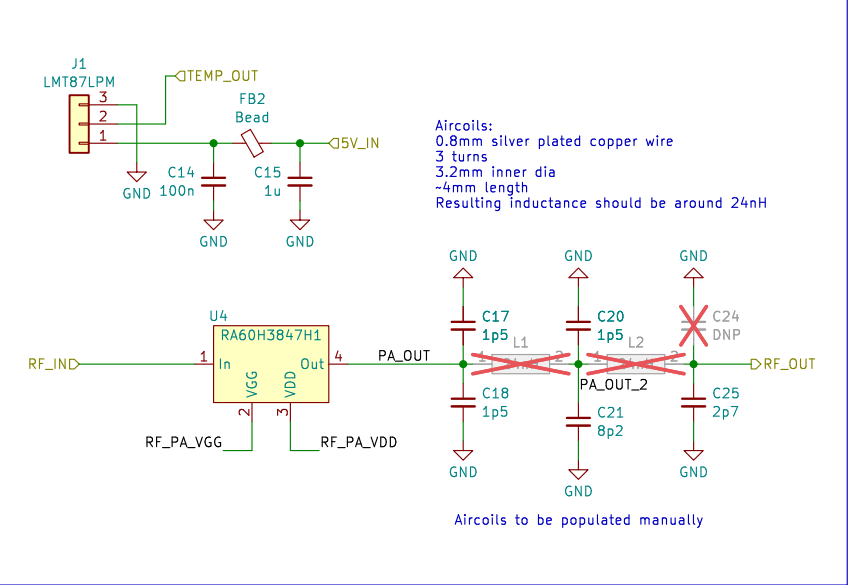 J1
LMT87LPM
3
2
1
TEMP_OUT
FB2
Bead
5V_IN
GND
C14
100n
C15
1u
GND
GND
Aircoils:
0.8mm silver plated copper wire
3 turns
3.2mm inner dia
~4mm length
Resulting inductance should be around 24nH
GND
GND
GND
U4
RA60H3847H1
RF_IN
1
In
Out
4
VGG
VDD
2
3
RF_PA_VGG
RF_PA_VDD
PA_OUT
C17
1p5
C20
1p5
C24
DNP
1
L1
2
1
L2
2
PA_OUT_2
RF_OUT
C18
1p5
C21
8p2
C25
2p7
GND
GND
GND
Aircoils to be populated manually